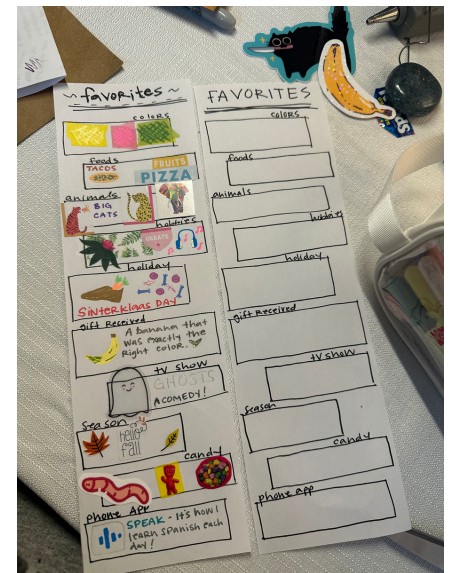 ~ favorites ~
colors
foods
TACOS
FRUITS
PIZZA
animals
BIG
CATS
hobbies
CREATE
holiday
SINTERKLAAS DAY
gift Received
A Banana that
was exactly the
Right color.
tv show
GHOSTS
A COMEDY!
Season
Hello
fall
candy
phone APP
SPEAK - It's how I
learn spanish each
day!
FAVORITES
colors
foods
animals
hobbies
holiday
gift Received
tv show
season
candy
phone app